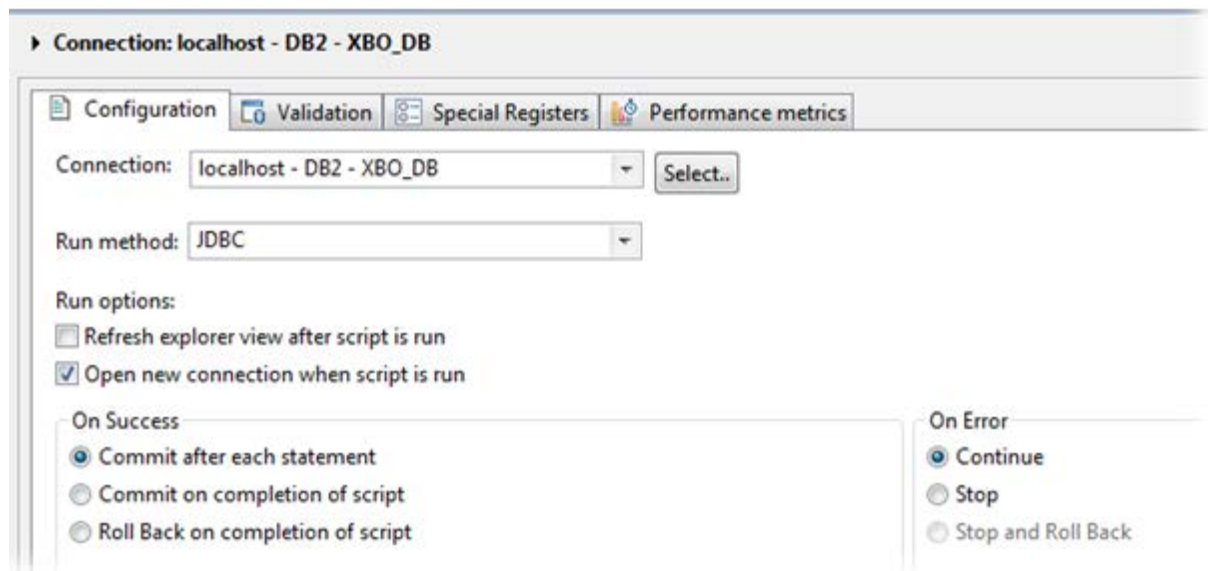 Connection: localhost - DB2 - XBO_DB
Configuration Validation Special Registers Performance metrics
Connection: localhost - DB2 - XBO_DB Select..
Run method: JDBC
Run options:
Refresh explorer view after script is run
Open new connection when script is run
On Success
Commit after each statement
Commit on completion of script
Roll Back on completion of script
On Error
Continue
Stop
Stop and Roll Back